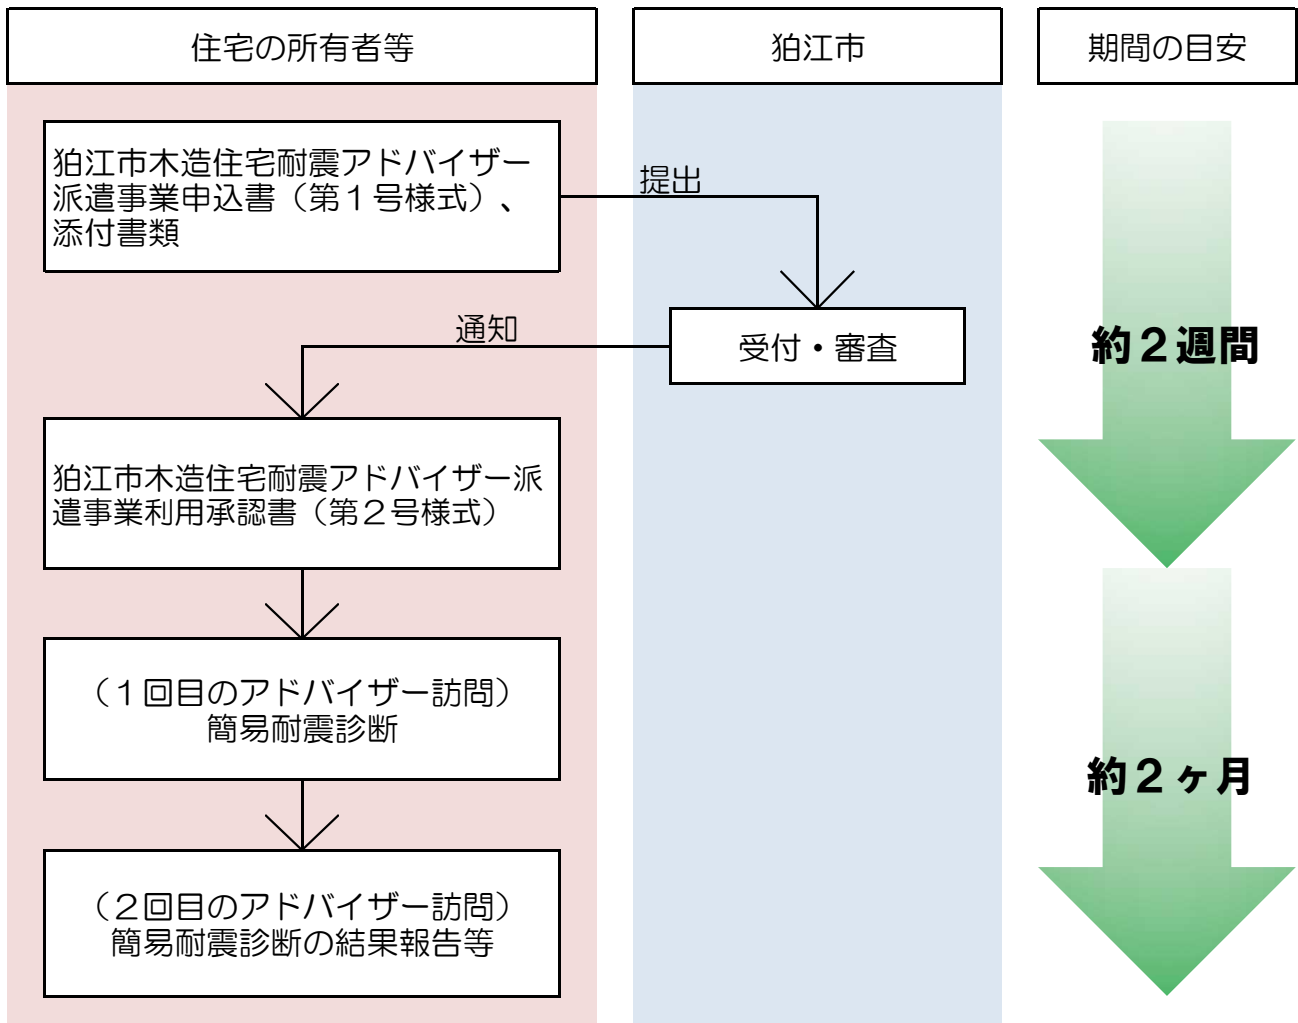 住宅の所有者等
狛江市
期間の目安
狛江市木造住宅耐震アドバイザー
派遣事業申込書（第１号様式）、
添付書類
提出
受付・審査
通知
約２週間
狛江市木造住宅耐震アドバイザー派
遣事業利用承認書（第２号様式）
（１回目のアドバイザー訪問）
簡易耐震診断
約２ヶ月
（２回目のアドバイザー訪問）
簡易耐震診断の結果報告等